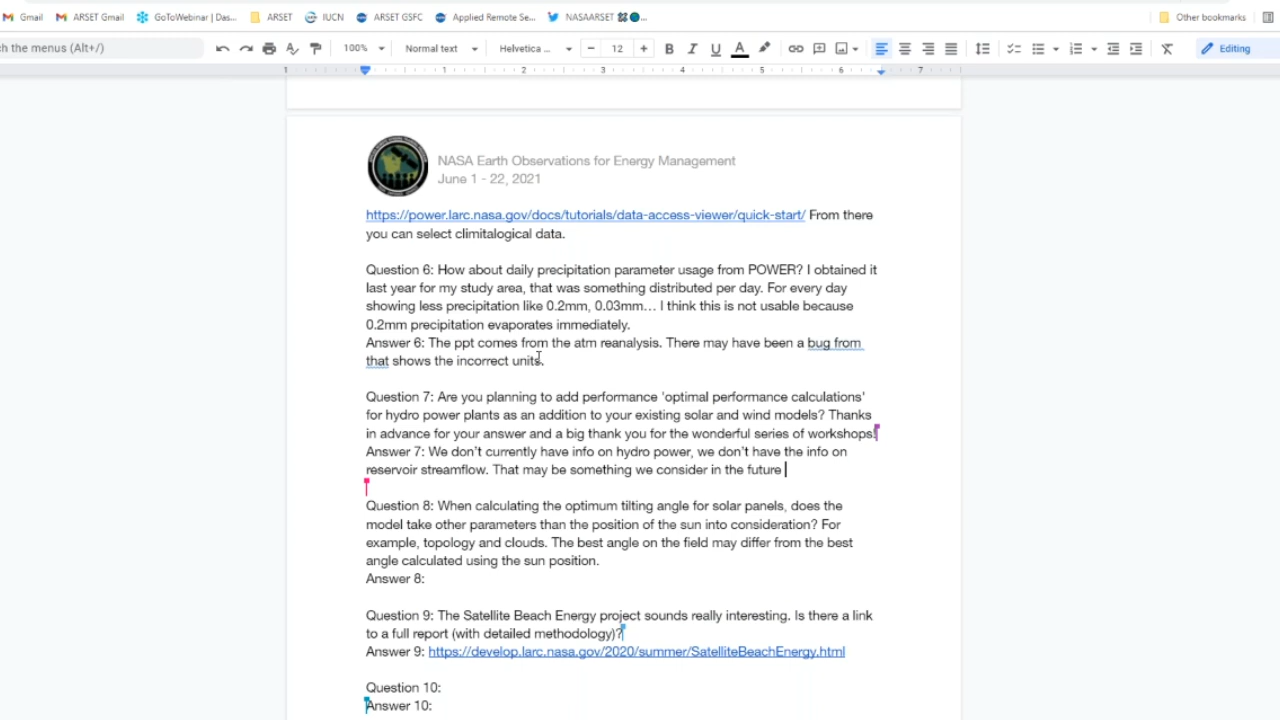 Gmail ARSET Gmail GoToWebinar | Das... ARSET IUCN ARSET GSFC Applied Remote Se... NASAARSET Other bookmarks
ch the menus (Alt+/) 100% Normal text Helvetica ... 12 B I U A Editing
1 1 2 3 4 5 6 7
NASA Earth Observations for Energy Management
June 1 - 22, 2021
https://power.larc.nasa.gov/docs/tutorials/data-access-viewer/quick-start/ From there
you can select climitalogical data.
Question 6: How about daily precipitation parameter usage from POWER? I obtained it
last year for my study area, that was something distributed per day. For every day
showing less precipitation like 0.2mm, 0.03mm… I think this is not usable because
0.2mm precipitation evaporates immediately.
Answer 6: The ppt comes from the atm reanalysis. There may have been a bug from
that shows the incorrect units.
Question 7: Are you planning to add performance 'optimal performance calculations'
for hydro power plants as an addition to your existing solar and wind models? Thanks
in advance for your answer and a big thank you for the wonderful series of workshops!
Answer 7: We don't currently have info on hydro power, we don't have the info on
reservoir streamflow. That may be something we consider in the future
Question 8: When calculating the optimum tilting angle for solar panels, does the
model take other parameters than the position of the sun into consideration? For
example, topology and clouds. The best angle on the field may differ from the best
angle calculated using the sun position.
Answer 8:
Question 9: The Satellite Beach Energy project sounds really interesting. Is there a link
to a full report (with detailed methodology)?
Answer 9: https://develop.larc.nasa.gov/2020/summer/SatelliteBeachEnergy.html
Question 10:
Answer 10: